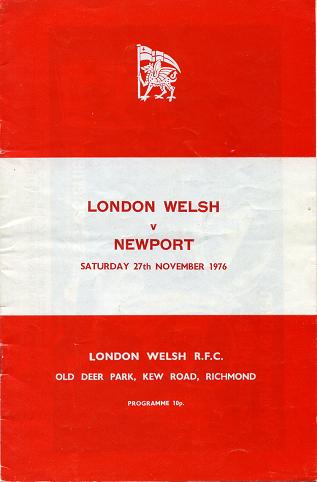 LONDON WELSH
v
NEWPORT
SATURDAY 27th NOVEMBER 1976
LONDON WELSH R.F.C.
OLD DEER PARK, KEW ROAD, RICHMOND
PROGRAMME 10p.